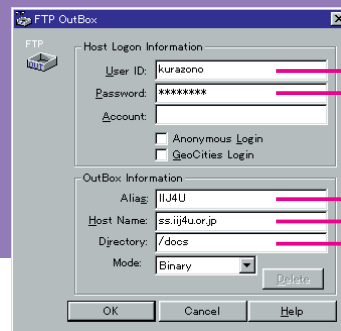 FTP OutBox
FTP
OUT
Host Logon Information
User ID: kurazono
Password: ********
Account:
Anonymous Login
GeoCities Login
OutBox Information
Alias: IIJ4U
Host Name: ss.iij4u.or.jp
Directory: /docs
Mode: Binary
Delete
OK Cancel Help